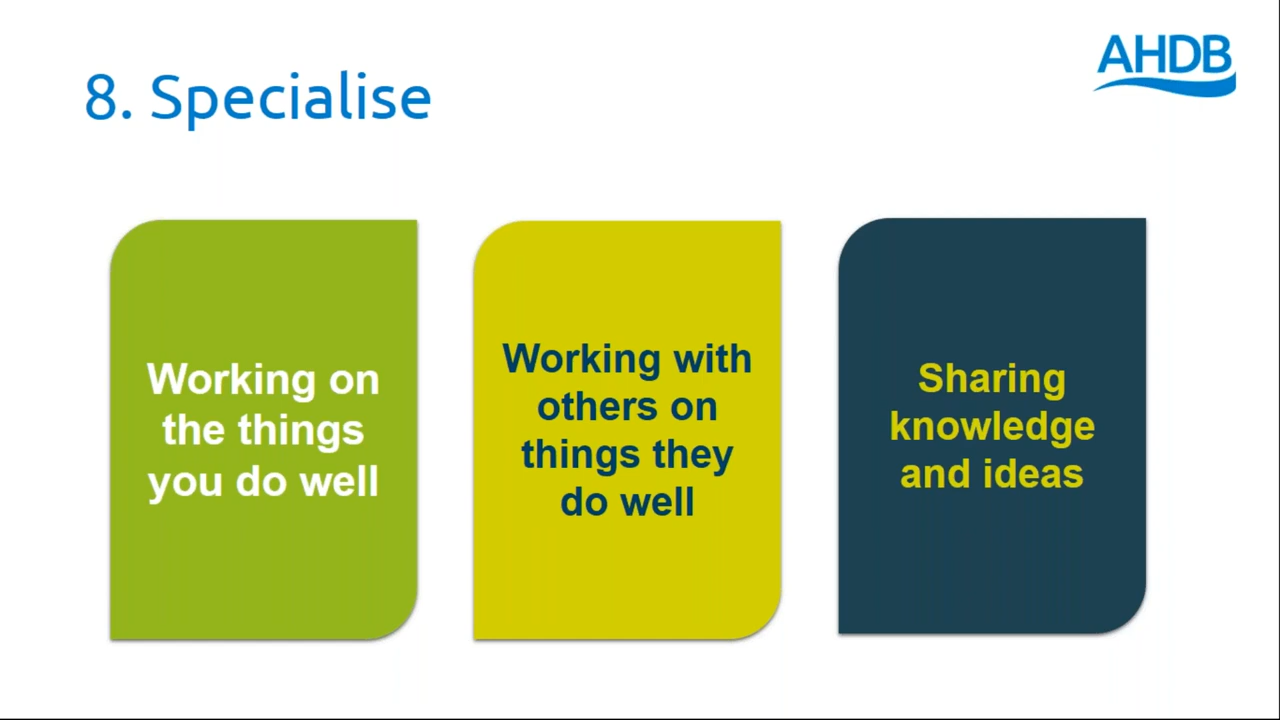 AHDB
8. Specialise
Working on
the things
you do well
Working with
others on
things they
do well
Sharing
knowledge
and ideas